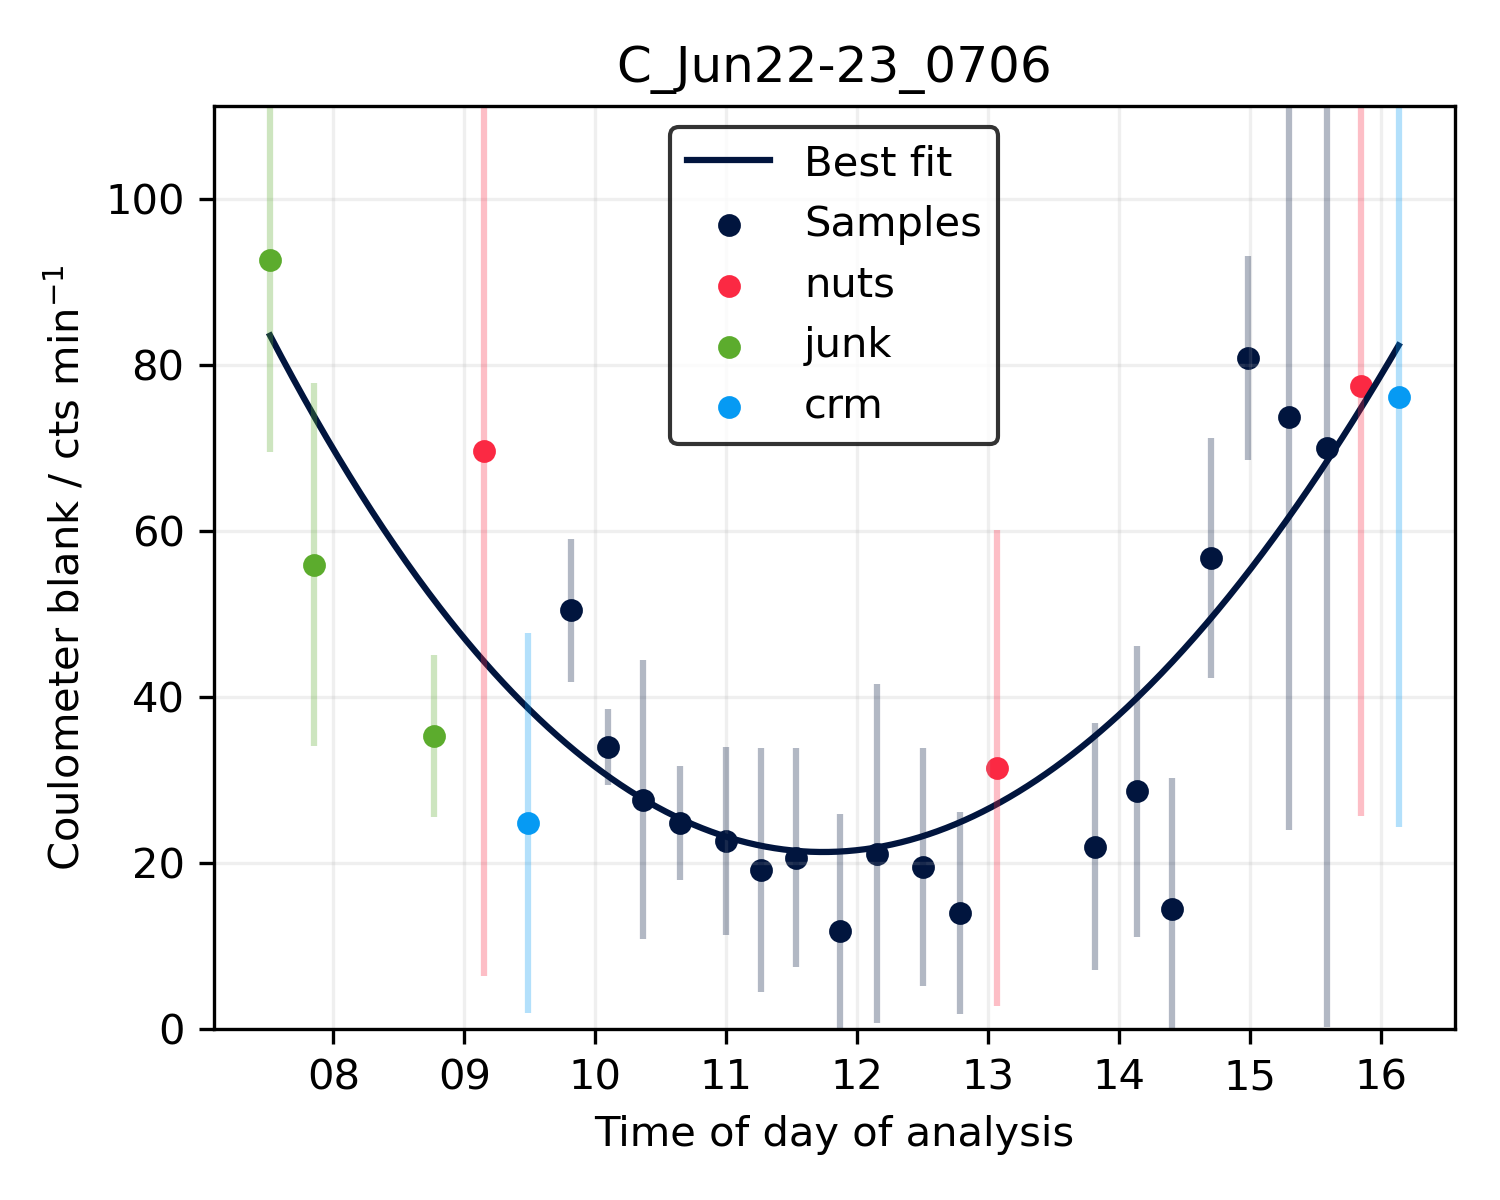 C_Jun22-23_0706
Best fit
Samples
nuts
junk
crm
Coulometer blank / cts min⁻¹
100
80
60
40
20
0
08 09 10 11 12 13 14 15 16
Time of day of analysis